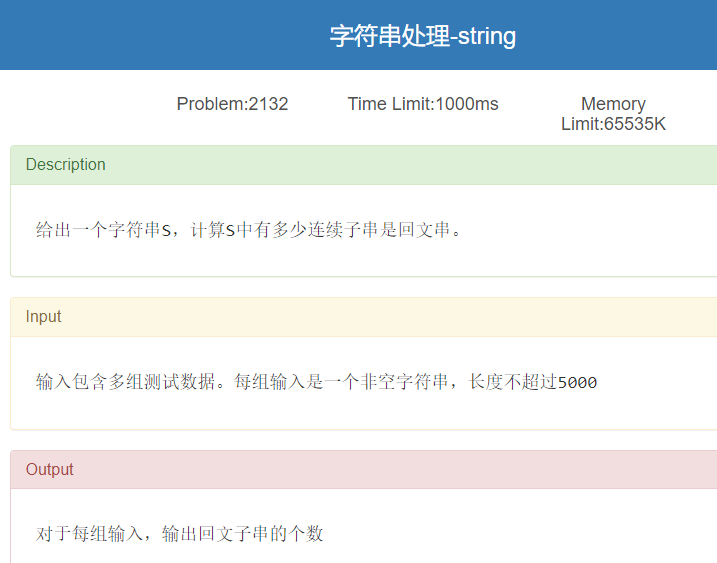 字符串处理-string
Problem:2132
Time Limit:1000ms
Memory
Limit:65535K
Description
给出一个字符串S，计算S中有多少连续子串是回文串。
Input
输入包含多组测试数据。每组输入是一个非空字符串，长度不超过5000
Output
对于每组输入，输出回文子串的个数